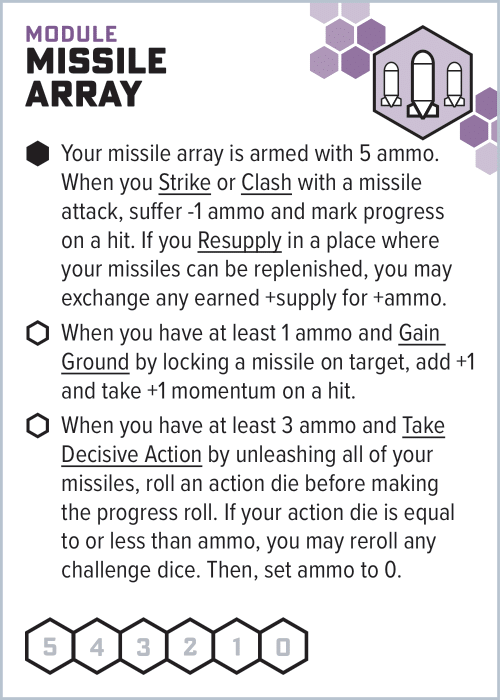 MODULE
MISSILE
ARRAY
Your missile array is armed with 5 ammo.
When you Strike or Clash with a missile
attack, suffer -1 ammo and mark progress
on a hit. If you Resupply in a place where
your missiles can be replenished, you may
exchange any earned +supply for +ammo.
When you have at least 1 ammo and Gain
Ground by locking a missile on target, add +1
and take +1 momentum on a hit.
When you have at least 3 ammo and Take
Decisive Action by unleashing all of your
missiles, roll an action die before making
the progress roll. If your action die is equal
to or less than ammo, you may reroll any
challenge dice. Then, set ammo to 0.
5 4 3 2 1 0